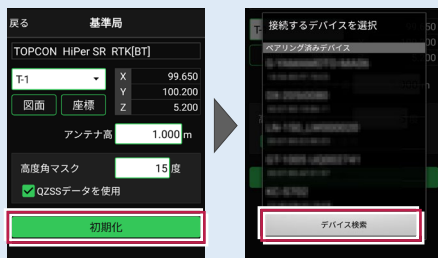 戻る 基準局
TOPCON HiPer SR RTK[BT]
T-1
X 99.650
Y 100.200
Z 5.200
図面 座標
アンテナ高 1.000 m
高度角マスク 15 度
QZSSデータを使用
初期化
接続するデバイスを選択
ペアリング済みデバイス
デバイス検索